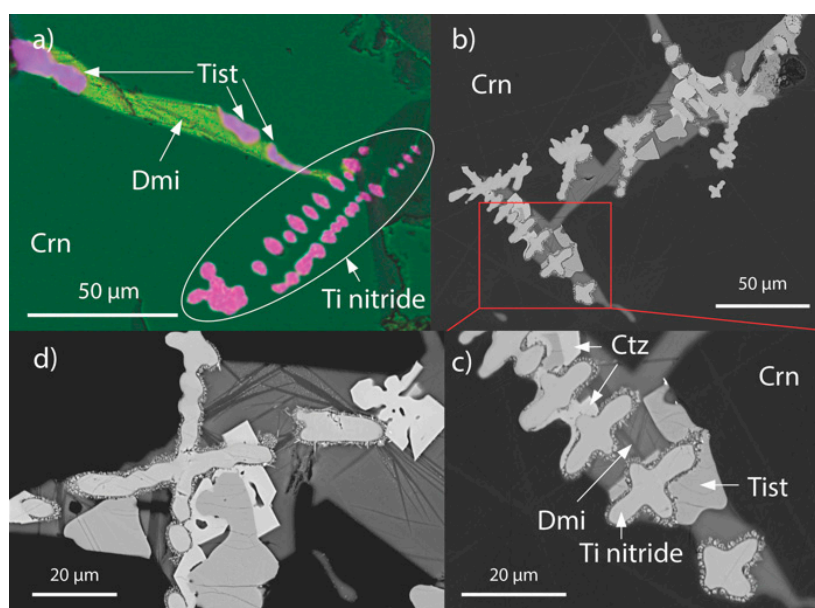 a)
Tist
Dmi
Crn
50 µm
Ti nitride
b)
Crn
50 µm
d)
20 µm
Ctz
c)
Crn
Tist
Dmi
Ti nitride
20 µm